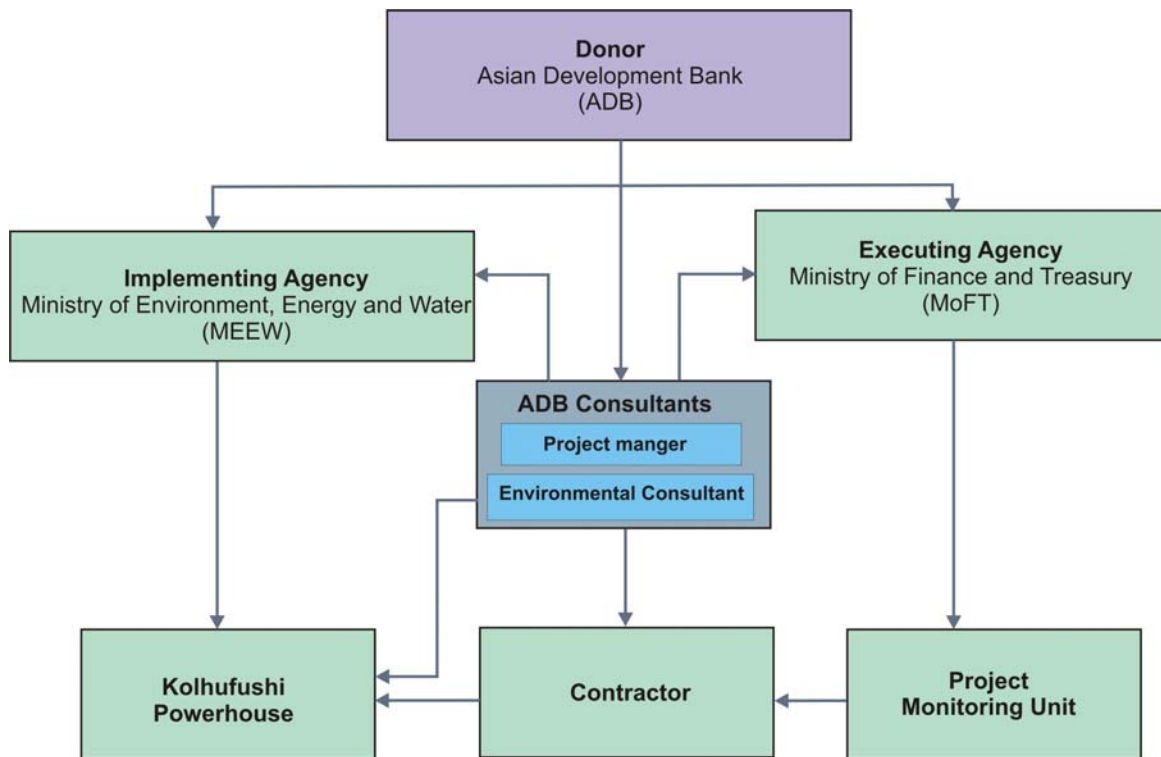 Donor
Asian Development Bank
(ADB)
Implementing Agency
Ministry of Environment, Energy and Water
(MEEW)
Executing Agency
Ministry of Finance and Treasury
(MoFT)
ADB Consultants
Project manger
Environmental Consultant
Kolhufushi
Powerhouse
Contractor
Project
Monitoring Unit